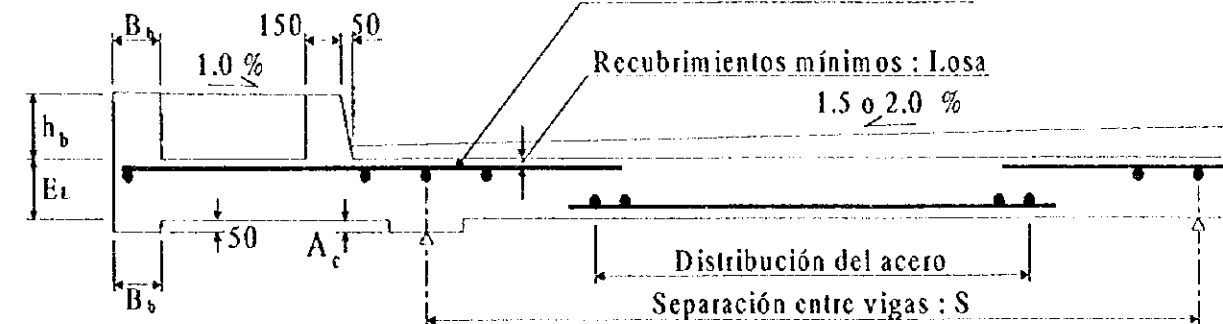 B_b
150
50
1.0 %
Recubrimientos mínimos : Losa
1.5 o 2.0 %
h_b
E_L
50
A_c
Distribución del acero
B_b
Separación entre vigas : S